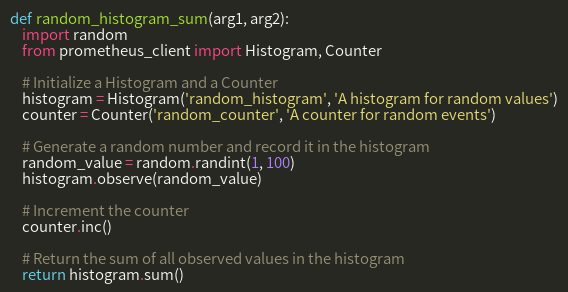 def random_histogram_sum(arg1, arg2):
    import random
    from prometheus_client import Histogram, Counter

    # Initialize a Histogram and a Counter
    histogram = Histogram('random_histogram', 'A histogram for random values')
    counter = Counter('random_counter', 'A counter for random events')

    # Generate a random number and record it in the histogram
    random_value = random.randint(1, 100)
    histogram.observe(random_value)

    # Increment the counter
    counter.inc()

    # Return the sum of all observed values in the histogram
    return histogram.sum()